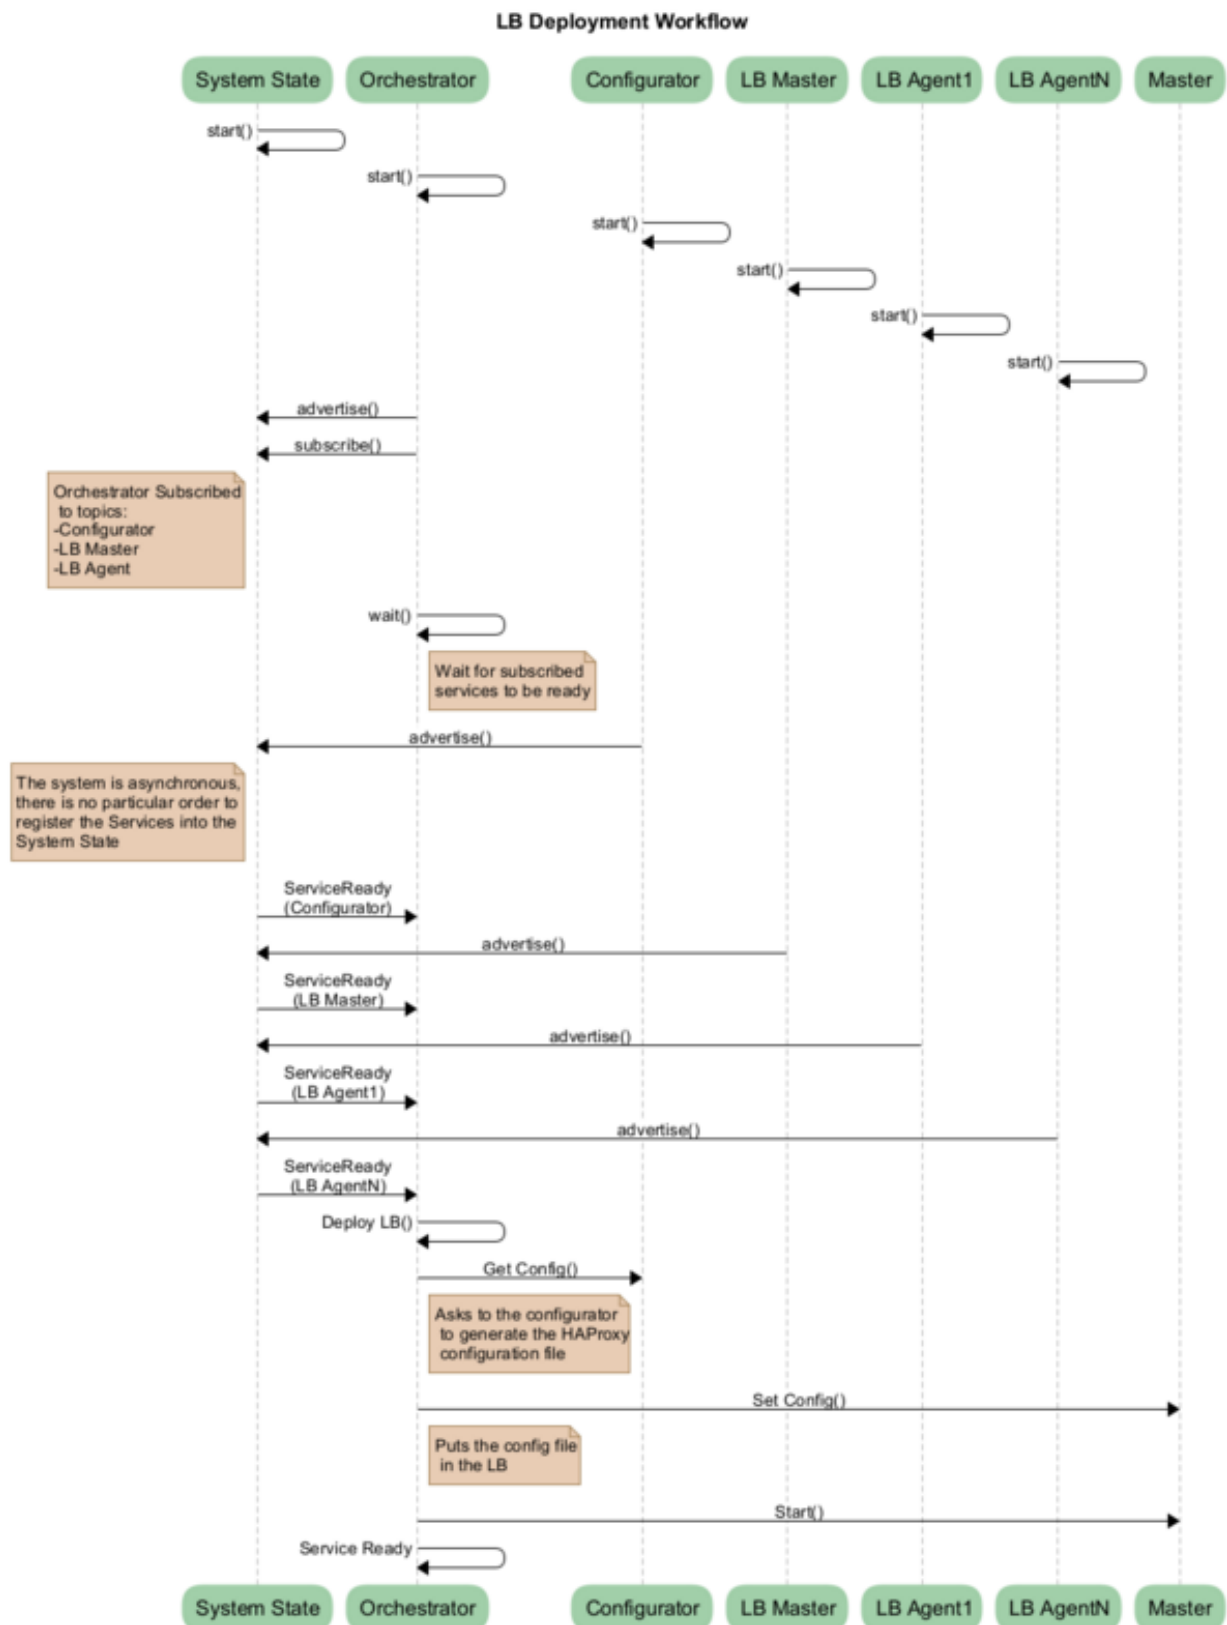 LB Deployment Workflow
System State
Orchestrator
Configurator
LB Master
LB Agent1
LB AgentN
Master
start()
start()
start()
start()
start()
start()
advertise()
subscribe()
Orchestrator Subscribed
to topics:
-Configurator
-LB Master
-LB Agent
wait()
Wait for subscribed
services to be ready
advertise()
The system is asynchronous,
there is no particular order to
register the Services into the
System State
ServiceReady
(Configurator)
advertise()
ServiceReady
(LB Master)
advertise()
ServiceReady
(LB Agent1)
advertise()
ServiceReady
(LB AgentN)
Deploy LB()
Get Config()
Asks to the configurator
to generate the HAProxy
configuration file
Set Config()
Puts the config file
in the LB
Start()
Service Ready
System State
Orchestrator
Configurator
LB Master
LB Agent1
LB AgentN
Master